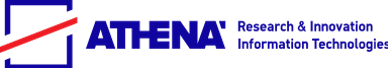 ATHENA'
Research & Innovation
Information Technologies